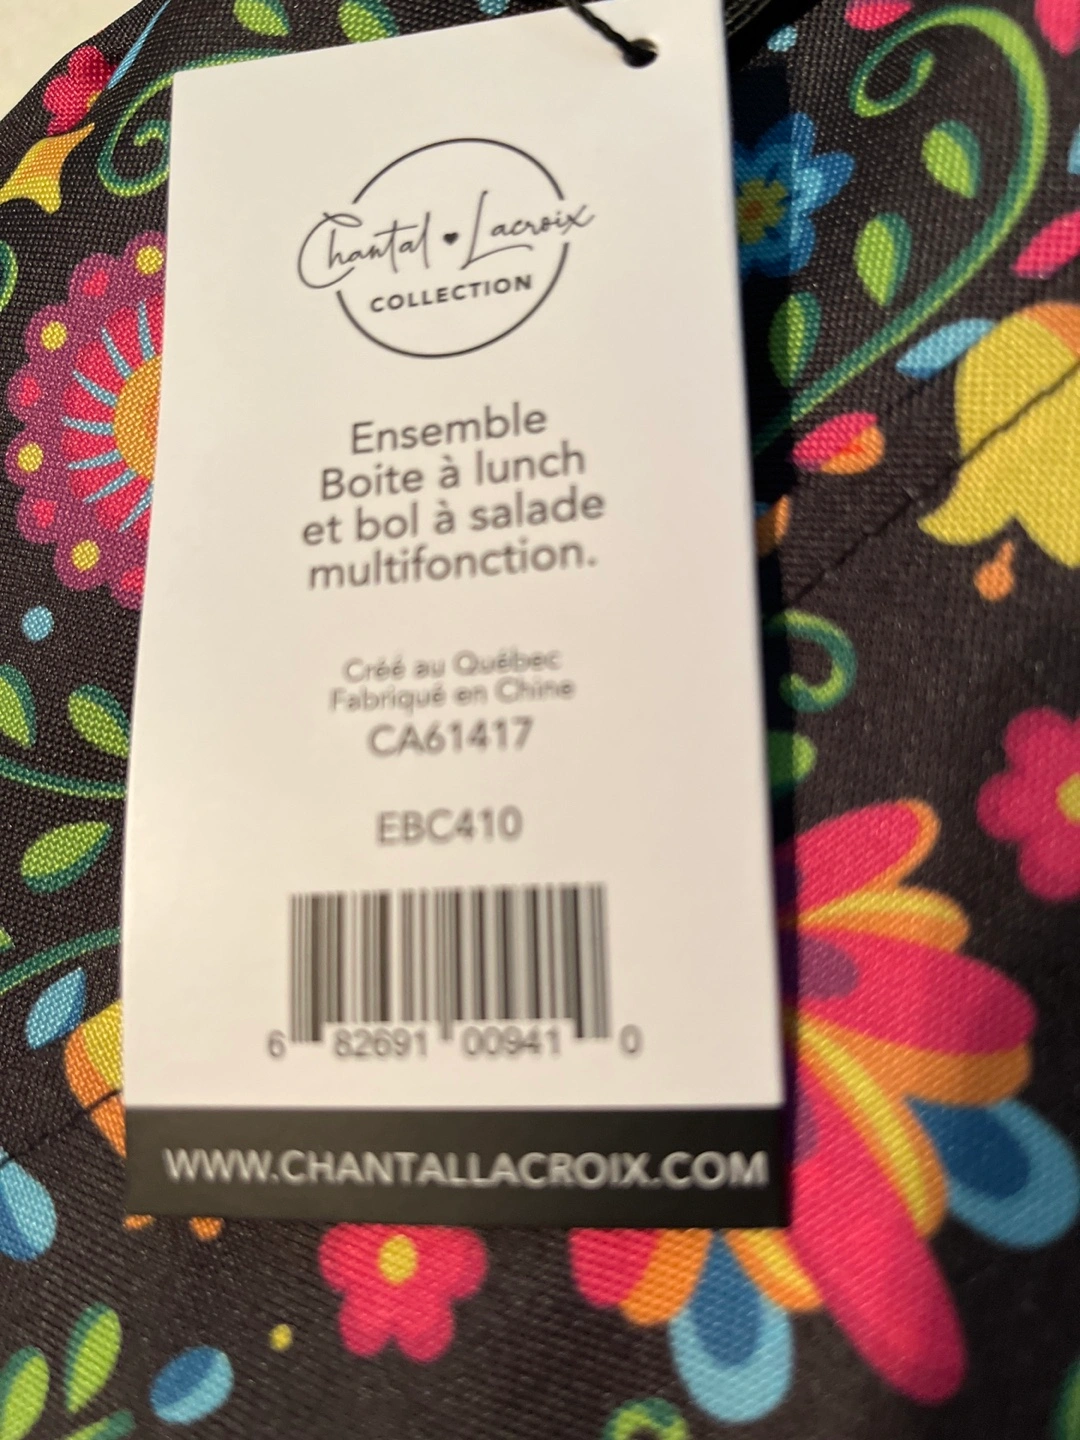 Chantal Lacroix
COLLECTION
Ensemble
Boite à lunch
et bol à salade
multifonction.
Créé au Québec
Fabriqué en Chine
CA61417
EBC410
6 82691 00941 0
WWW.CHANTALLACROIX.COM